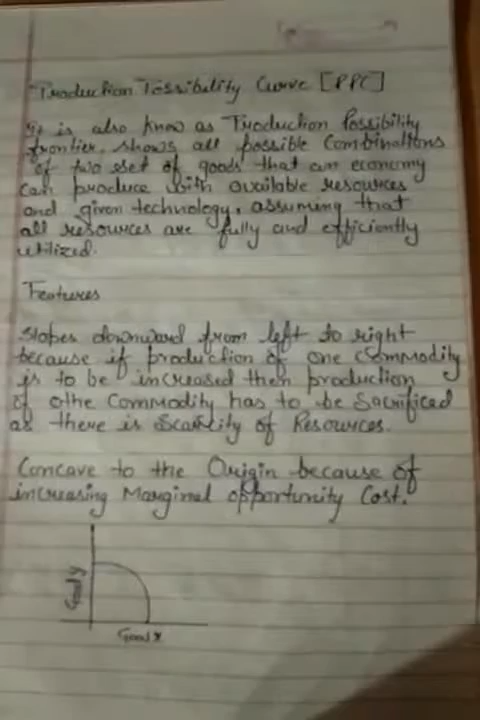 Production Possibility Curve [PPC]
It is also know as Production Possibility
frontier, shows all possible Combinations
of two set of goods that an economy
can produce with available resources
and given technology, assuming that
all resources are fully and efficiently
utilized.
Features
Slopes downward from left to right
because if production of one commodity
is to be increased then production
of othe Commodity has to be Sacrificed
as there is Scarcity of Resources.
Concave to the Origin because of
increasing Marginal opportunity Cost.
Good y
Good x